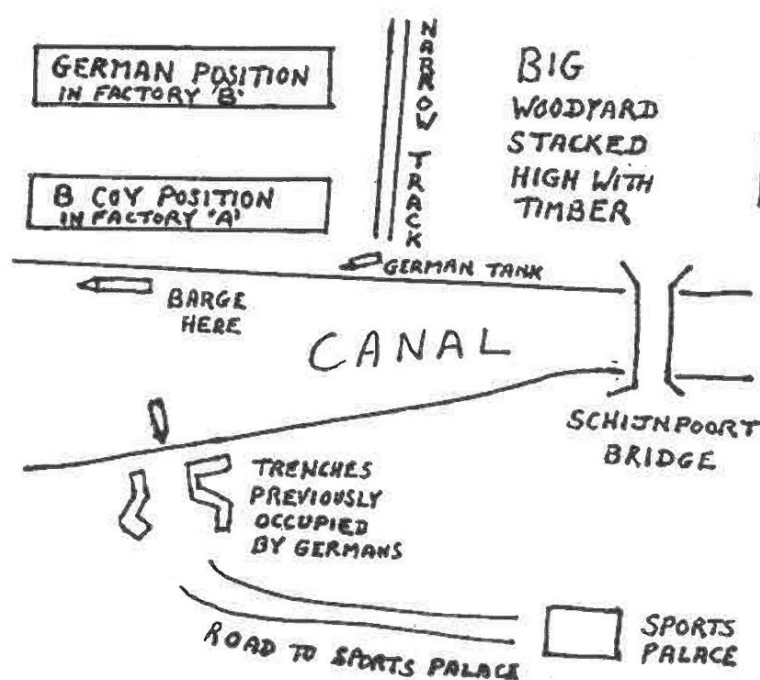 GERMAN POSITION
IN FACTORY 'B'
NARROW TRACK
BIG
WOODYARD
STACKED
HIGH WITH
TIMBER
B COY POSITION
IN FACTORY 'A'
GERMAN TANK
BARGE
HERE
CANAL
SCHIJNPOORT
BRIDGE
TRENCHES
PREVIOUSLY
OCCUPIED
BY GERMANS
ROAD TO SPORTS PALACE
SPORTS
PALACE